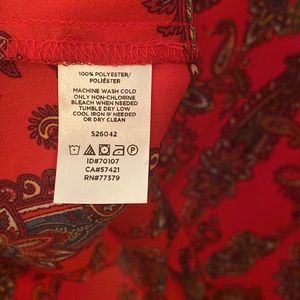 100% POLYESTER/
POLIÉSTER
MACHINE WASH COLD
ONLY NON-CHLORINE
BLEACH WHEN NEEDED
TUMBLE DRY LOW
COOL IRON IF NEEDED
OR DRY CLEAN
526042
ID#70107
CA#57421
RN#77379